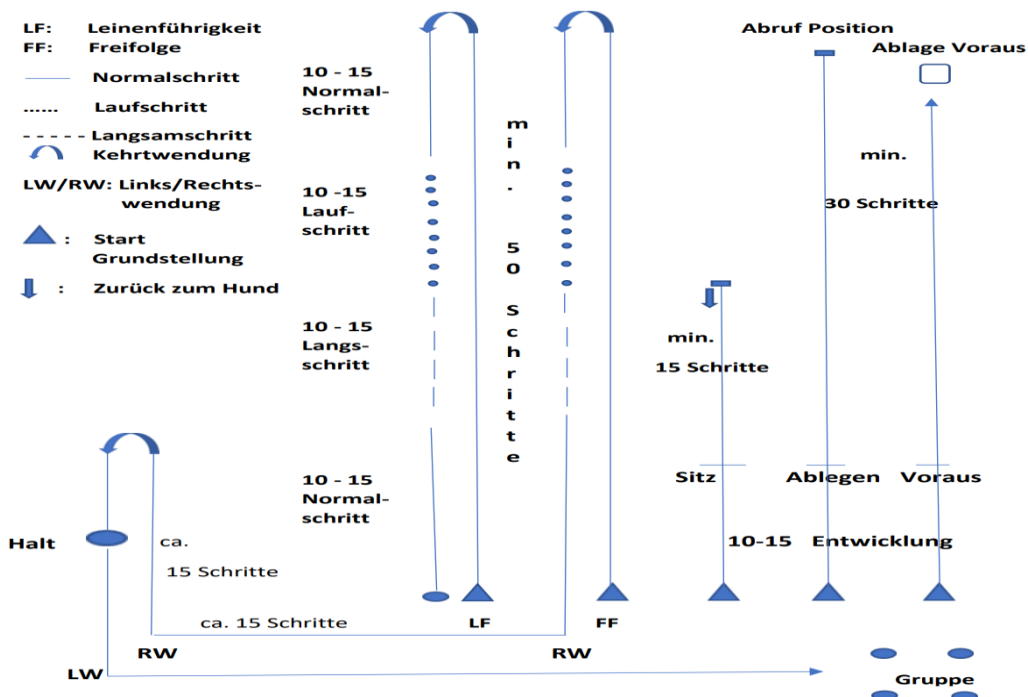 LF: Leinenführigkeit
FF: Freifolge
Normalschritt
...... Laufschritt
- - - - - Langsamschritt
Kehrtwendung
LW/RW: Links/Rechts-
wendung
: Start
Grundstellung
: Zurück zum Hund
10 - 15
Normal-
schritt
10 -15
Lauf-
schritt
10 - 15
Langs-
schritt
10 - 15
Normal-
schritt
min. 50 Schritte
Abruf Position
Ablage Voraus
min.
30 Schritte
min.
15 Schritte
Sitz
Ablegen
Voraus
10-15 Entwicklung
Halt
ca.
15 Schritte
ca. 15 Schritte
LF
FF
RW
RW
LW
Gruppe